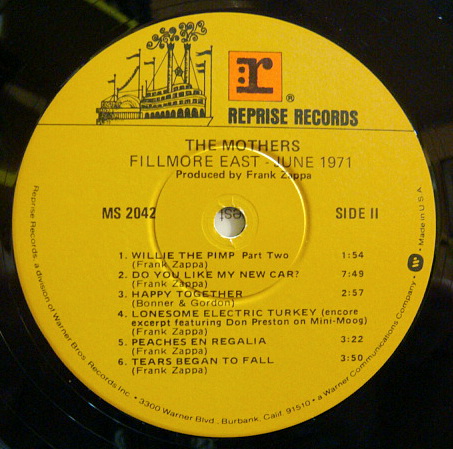 r
®
REPRISE RECORDS
THE MOTHERS
FILLMORE EAST - JUNE 1971
Produced by Frank Zappa
MS 2042
SIDE II
1. WILLIE THE PIMP Part Two 1:54
(Frank Zappa)
2. DO YOU LIKE MY NEW CAR? 7:49
(Frank Zappa)
3. HAPPY TOGETHER 2:57
(Bonner & Gordon)
4. LONESOME ELECTRIC TURKEY (encore
excerpt featuring Don Preston on Mini-Moog)
(Frank Zappa)
5. PEACHES EN REGALIA 3:22
(Frank Zappa)
6. TEARS BEGAN TO FALL 3:50
(Frank Zappa)
Reprise Records, a division of Warner Bros. Records Inc. • 3300 Warner Blvd., Burbank, Calif. 91510 • a Warner Communications Company • W • Made in U.S.A.